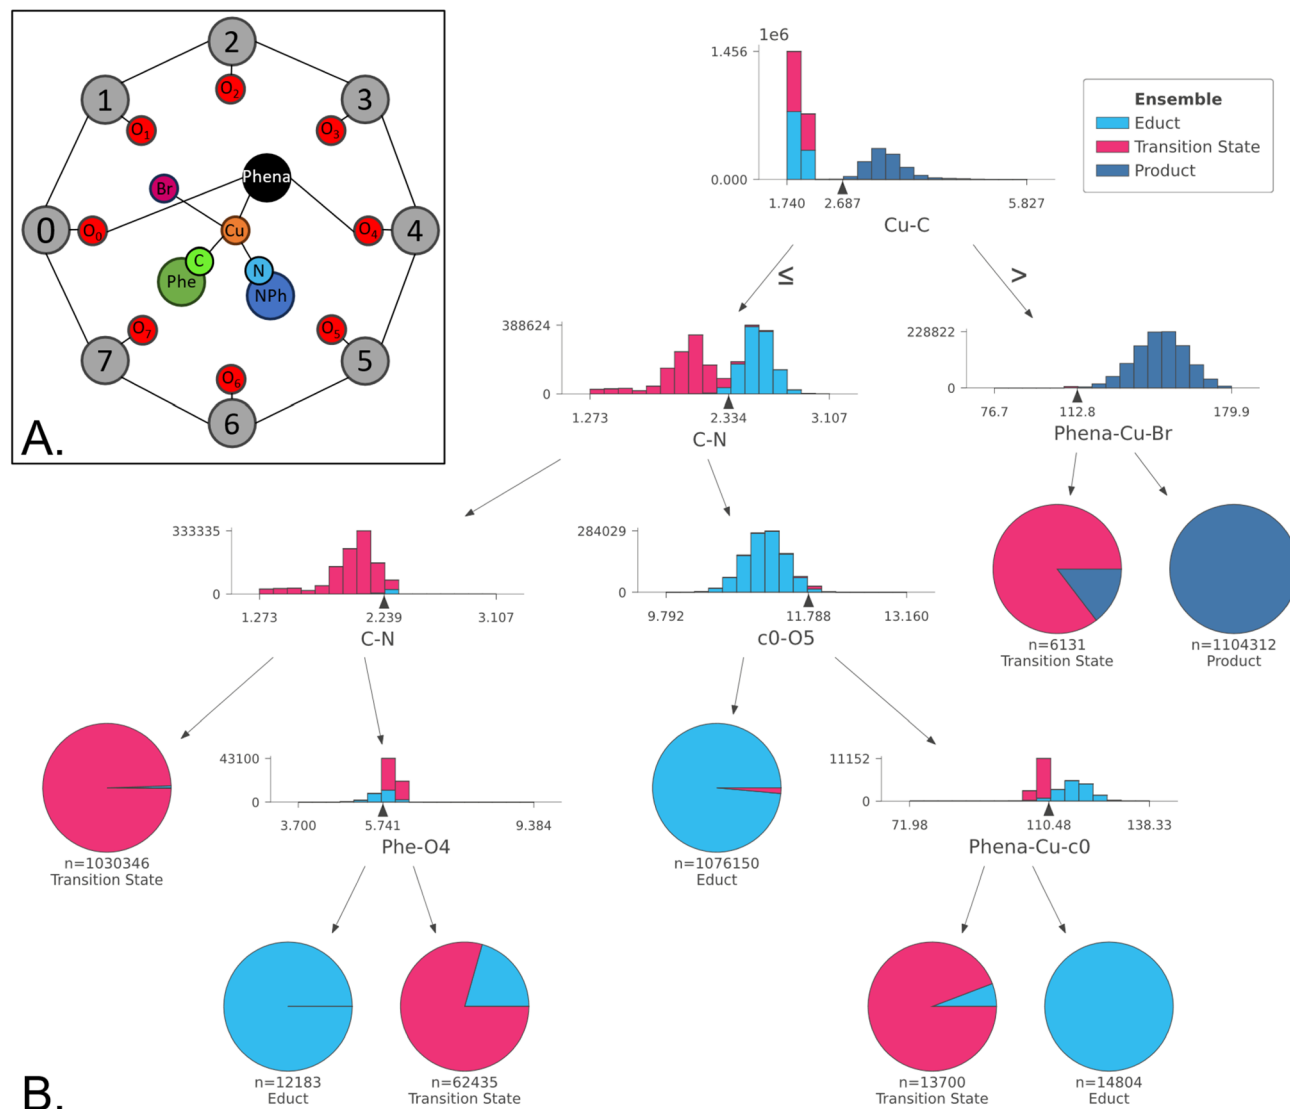 2
1
O2
3
O1
O3
Br
Phena
0
O0
Cu
O4
4
C
N
Phe
NPh
O7
O5
7
O6
5
6
A.
1e6
1.456
0.000
1.740
2.687
5.827
Cu-C
Ensemble
Educt
Transition State
Product
≤
>
388624
0
1.273
2.334
3.107
C-N
228822
0
76.7
112.8
179.9
Phena-Cu-Br
333335
0
1.273
2.239
3.107
C-N
284029
0
9.792
11.788
13.160
c0-O5
n=6131
Transition State
n=1104312
Product
n=1030346
Transition State
43100
0
3.700
5.741
9.384
Phe-O4
n=1076150
Educt
11152
0
71.98
110.48
138.33
Phena-Cu-c0
n=12183
Educt
n=62435
Transition State
n=13700
Transition State
n=14804
Educt
B.